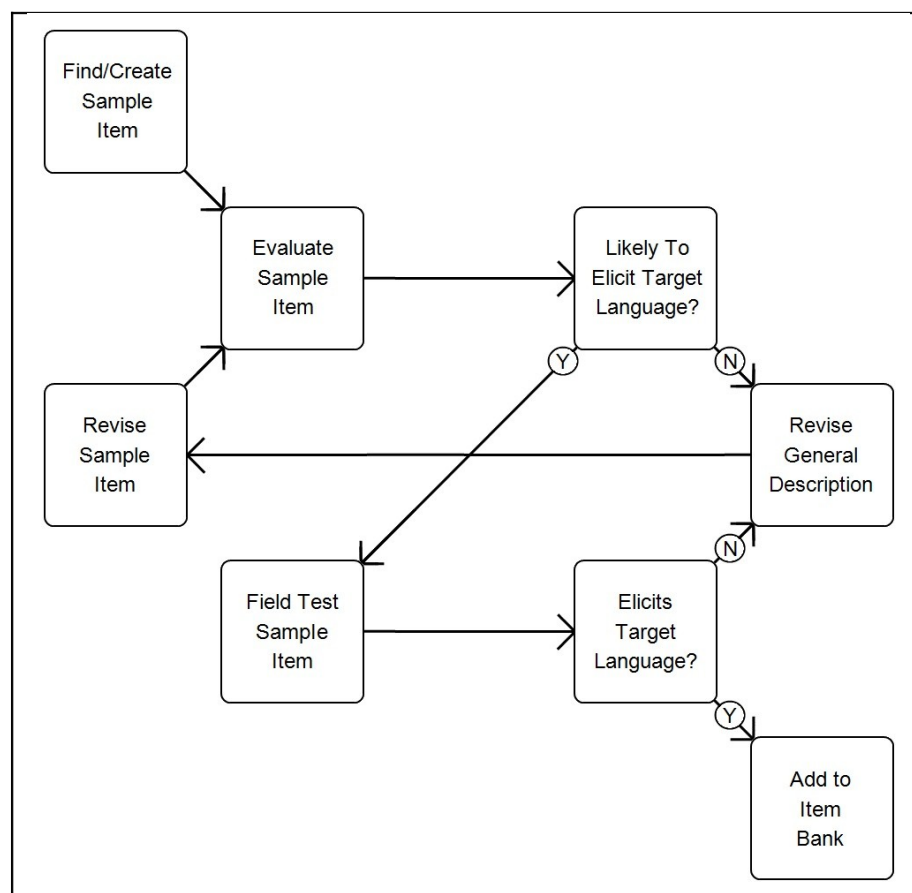 Find/Create
Sample
Item
Evaluate
Sample
Item
Likely To
Elicit Target
Language?
Y
N
Revise
Sample
Item
Revise
General
Description
Field Test
Sample
Item
Elicits
Target
Language?
N
Y
Add to
Item
Bank